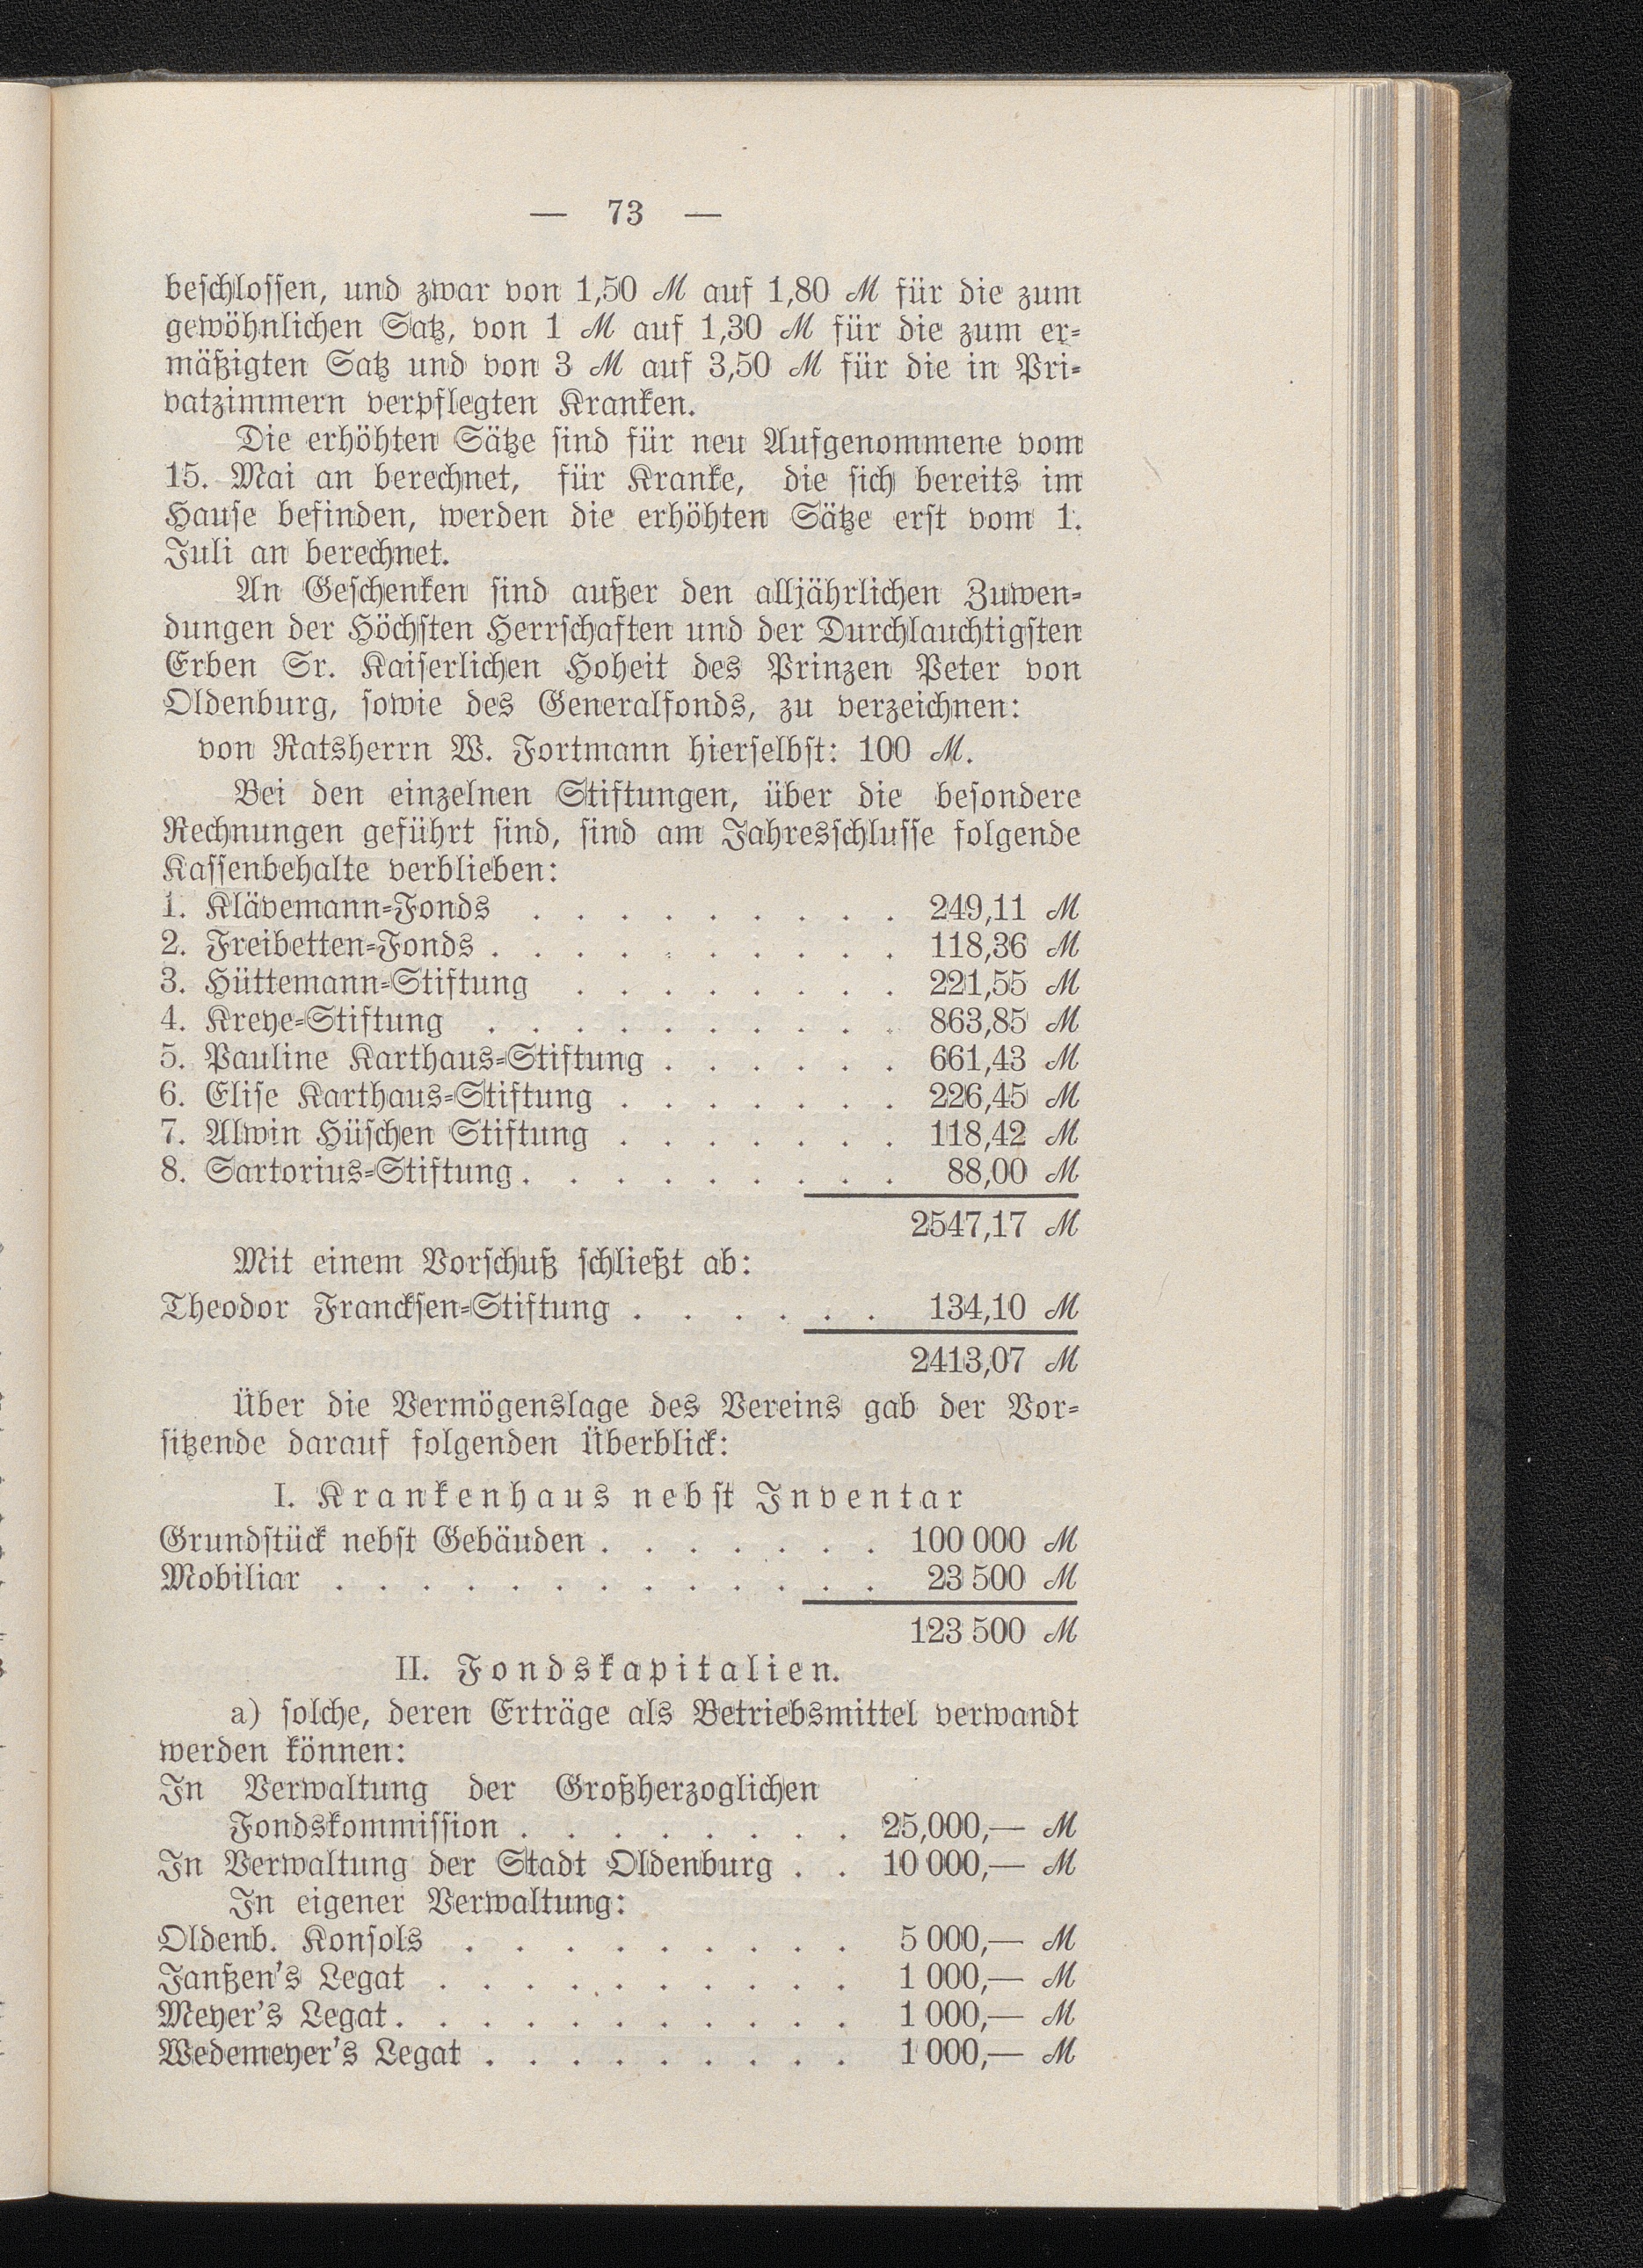 — 73 —
beschlossen, und zwar von 1,50 ℳ auf 1,80 ℳ für die zum
gewöhnlichen Satz, von 1 ℳ auf 1,30 ℳ für die zum er-
mäßigten Satz und von 3 ℳ auf 3,50 ℳ für die in Pri-
vatzimmern verpflegten Kranken.
Die erhöhten Sätze sind für neu Aufgenommene vom
15. Mai an berechnet, für Kranke, die sich bereits im
Hause befinden, werden die erhöhten Sätze erst vom 1.
Juli an berechnet.
An Geschenken sind außer den alljährlichen Zuwen-
dungen der Höchsten Herrschaften und der Durchlauchtigsten
Erben Sr. Kaiserlichen Hoheit des Prinzen Peter von
Oldenburg, sowie des Generalfonds, zu verzeichnen:
von Ratsherrn W. Fortmann hierselbst: 100 ℳ.
Bei den einzelnen Stiftungen, über die besondere
Rechnungen geführt sind, sind am Jahresschlusse folgende
Kassenbehalte verblieben:
1. Klävemann-Fonds . . . . . . . . . 249,11 ℳ
2. Freibetten-Fonds . . . . . . . . . . 118,36 ℳ
3. Hüttemann-Stiftung . . . . . . . . 221,55 ℳ
4. Kreye-Stiftung . . . . . . . . . . 863,85 ℳ
5. Pauline Karthaus-Stiftung . . . . . . 661,43 ℳ
6. Elise Karthaus-Stiftung . . . . . . . 226,45 ℳ
7. Alwin Hüschen Stiftung . . . . . . . 118,42 ℳ
8. Sartorius-Stiftung . . . . . . . . . 88,00 ℳ
2547,17 ℳ
Mit einem Vorschuß schließt ab:
Theodor Francksen-Stiftung . . . . . . 134,10 ℳ
2413,07 ℳ
Über die Vermögenslage des Vereins gab der Vor-
sitzende darauf folgenden Überblick:
I. Krankenhaus nebst Inventar
Grundstück nebst Gebäuden . . . . . . . 100 000 ℳ
Mobiliar . . . . . . . . . . . . . 23 500 ℳ
123 500 ℳ
II. Fondskapitalien.
a) solche, deren Erträge als Betriebsmittel verwandt
werden können:
In Verwaltung der Großherzoglichen
Fondskommission . . . . . . . . 25,000,— ℳ
In Verwaltung der Stadt Oldenburg . . 10 000,— ℳ
In eigener Verwaltung:
Oldenb. Konsols . . . . . . . . . 5 000,— ℳ
Janßen's Legat . . . . . . . . . . 1 000,— ℳ
Meyer's Legat . . . . . . . . . . . 1 000,— ℳ
Wedemeyer's Legat . . . . . . . . . 1 000,— ℳ